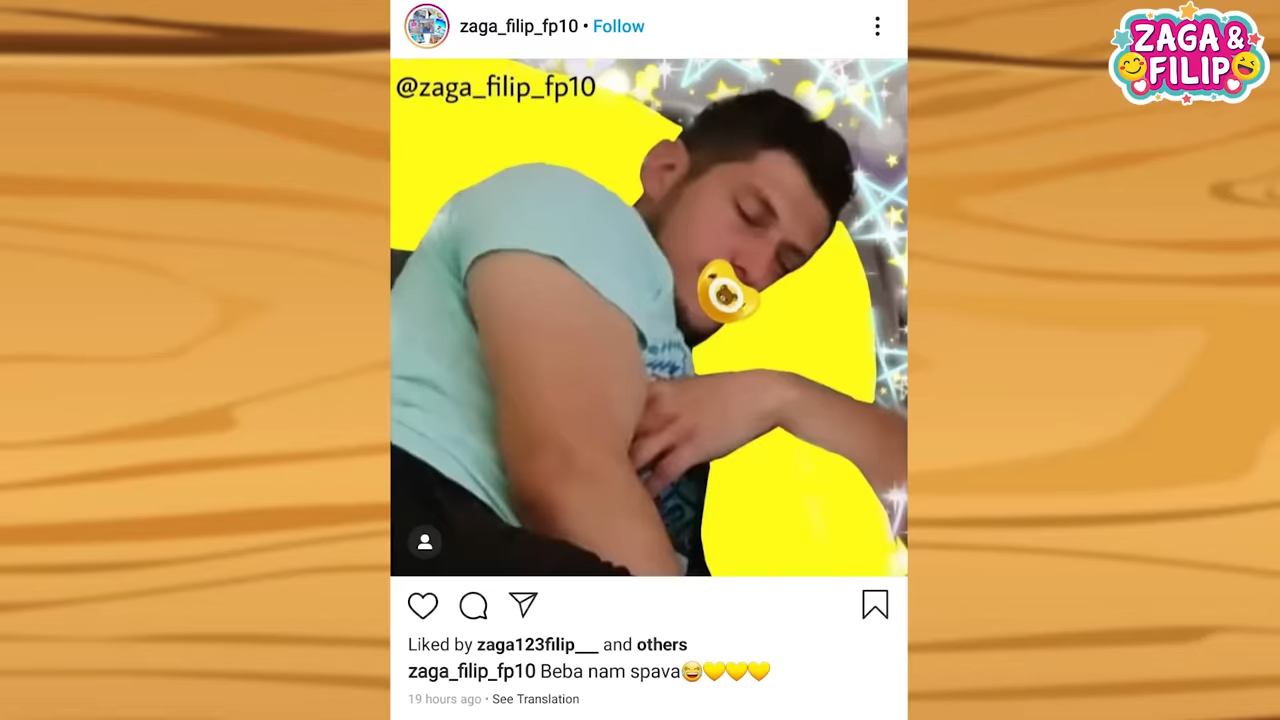 zaga_filip_fp10 • Follow
ZAGA &
FILIP
@zaga_filip_fp10
Liked by zaga123filip___ and others
zaga_filip_fp10 Beba nam spava😆💛💛💛
19 hours ago • See Translation